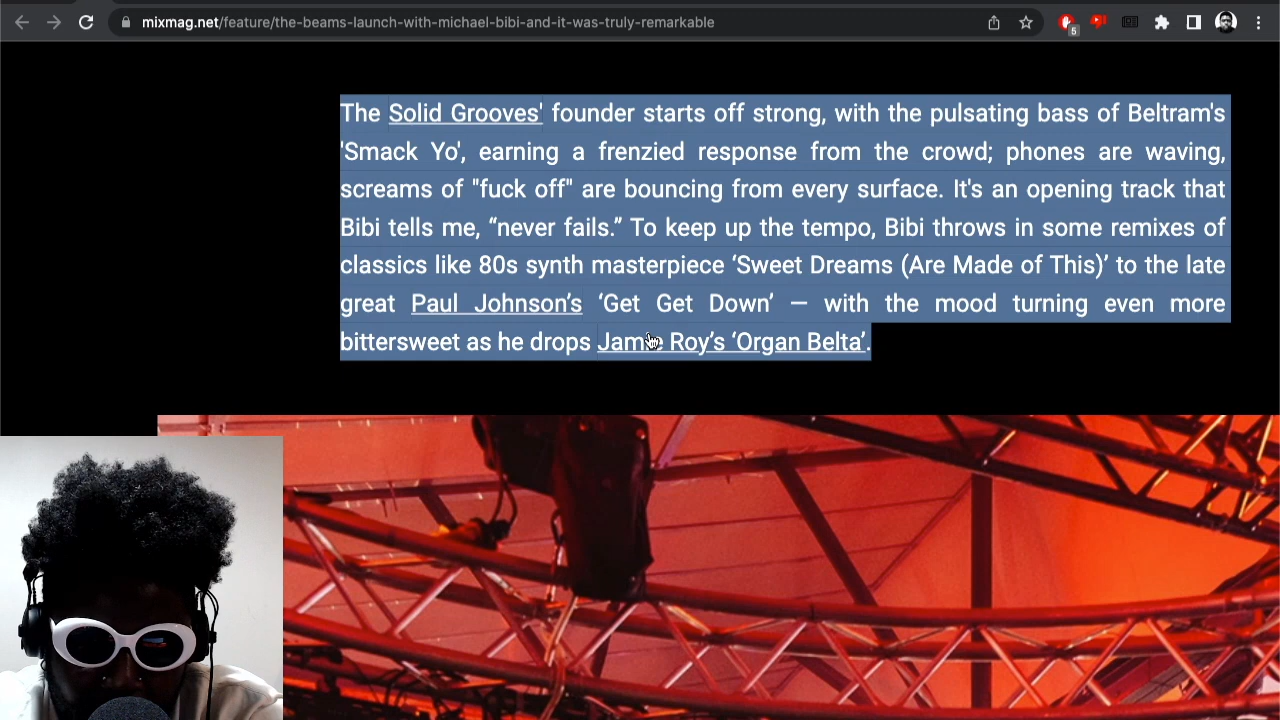 mixmag.net/feature/the-beams-launch-with-michael-bibi-and-it-was-truly-remarkable
5
The Solid Grooves' founder starts off strong, with the pulsating bass of Beltram's
'Smack Yo', earning a frenzied response from the crowd; phones are waving,
screams of "fuck off" are bouncing from every surface. It's an opening track that
Bibi tells me, “never fails.” To keep up the tempo, Bibi throws in some remixes of
classics like 80s synth masterpiece ‘Sweet Dreams (Are Made of This)’ to the late
great Paul Johnson’s ‘Get Get Down’ — with the mood turning even more
bittersweet as he drops Jamie Roy’s ‘Organ Belta’.